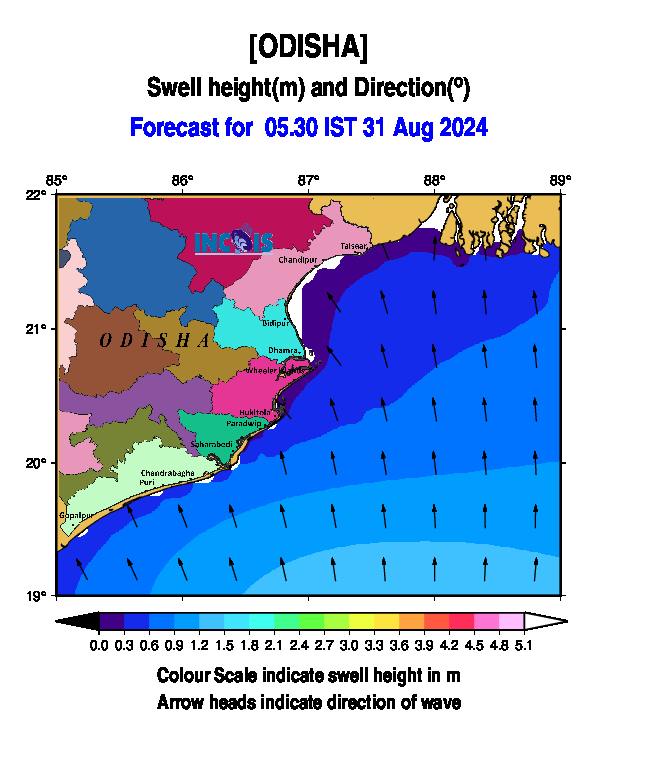 [ODISHA]
Swell height(m) and Direction(º)
Forecast for 05.30 IST 31 Aug 2024
85° 86° 87° 88° 89°
22°
INCOIS
Talsear
Chandipur
21°
Bidipur
ODISHA
Dhamra
Wheeler
Hukitola
Paradwip
Saharabedi
20°
Chandrabagha
Puri
Gopalpur
19°
0.0 0.3 0.6 0.9 1.2 1.5 1.8 2.1 2.4 2.7 3.0 3.3 3.6 3.9 4.2 4.5 4.8 5.1
Colour Scale indicate swell height in m
Arrow heads indicate direction of wave